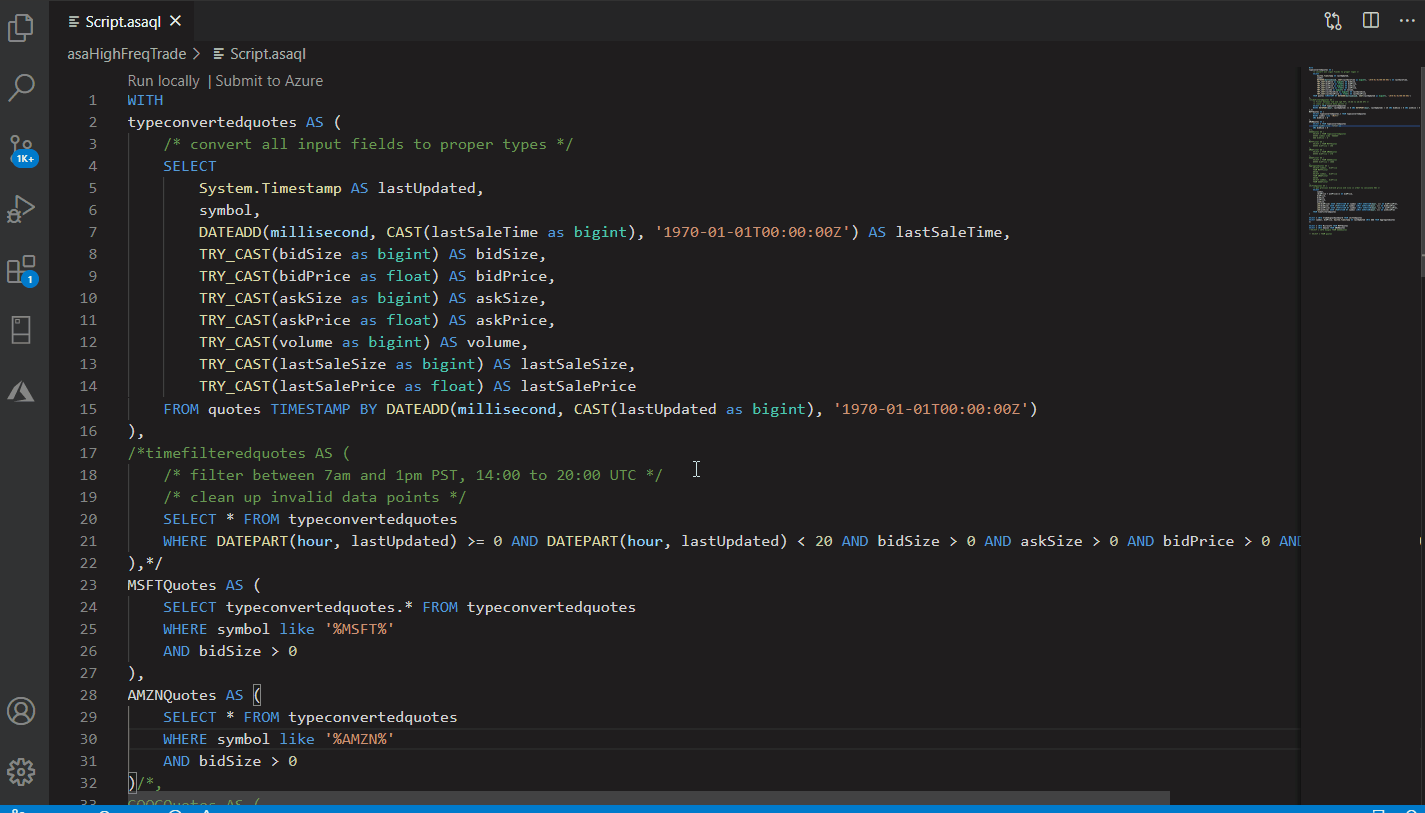 Script.asaql
asaHighFreqTrade > Script.asaql
Run locally | Submit to Azure
1 WITH
2 typeconvertedquotes AS (
3 /* convert all input fields to proper types */
4 SELECT
5 System.Timestamp AS lastUpdated,
6 symbol,
7 DATEADD(millisecond, CAST(lastSaleTime as bigint), '1970-01-01T00:00:00Z') AS lastSaleTime,
8 TRY_CAST(bidSize as bigint) AS bidSize,
9 TRY_CAST(bidPrice as float) AS bidPrice,
10 TRY_CAST(askSize as bigint) AS askSize,
11 TRY_CAST(askPrice as float) AS askPrice,
12 TRY_CAST(volume as bigint) AS volume,
13 TRY_CAST(lastSaleSize as bigint) AS lastSaleSize,
14 TRY_CAST(lastSalePrice as float) AS lastSalePrice
15 FROM quotes TIMESTAMP BY DATEADD(millisecond, CAST(lastUpdated as bigint), '1970-01-01T00:00:00Z')
16 ),
17 /*timefilteredquotes AS (
18 /* filter between 7am and 1pm PST, 14:00 to 20:00 UTC */
19 /* clean up invalid data points */
20 SELECT * FROM typeconvertedquotes
21 WHERE DATEPART(hour, lastUpdated) >= 0 AND DATEPART(hour, lastUpdated) < 20 AND bidSize > 0 AND askSize > 0 AND bidPrice > 0 AND
22 ),*/
23 MSFTQuotes AS (
24 SELECT typeconvertedquotes.* FROM typeconvertedquotes
25 WHERE symbol like '%MSFT%'
26 AND bidSize > 0
27 ),
28 AMZNQuotes AS (
29 SELECT * FROM typeconvertedquotes
30 WHERE symbol like '%AMZN%'
31 AND bidSize > 0
32 )/*,
33 GOOGQuotes AS (
1K+
1